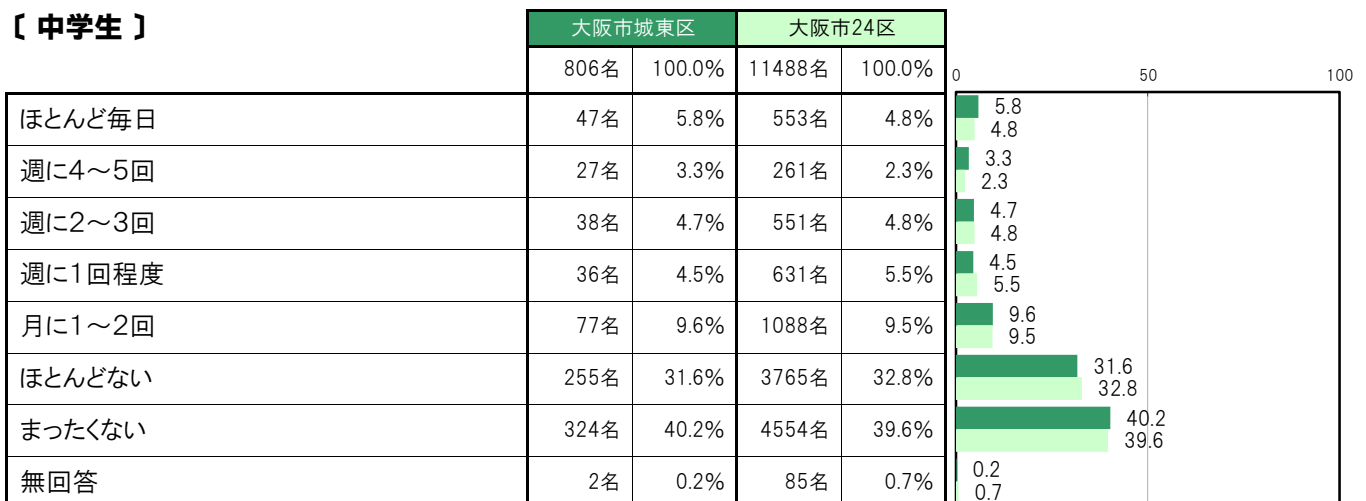 〔 中学生 〕
大阪市城東区 大阪市24区
806名 100.0% 11488名 100.0%
0 50 100
ほとんど毎日 47名 5.8% 553名 4.8% 5.8 4.8
週に4～5回 27名 3.3% 261名 2.3% 3.3 2.3
週に2～3回 38名 4.7% 551名 4.8% 4.7 4.8
週に1回程度 36名 4.5% 631名 5.5% 4.5 5.5
月に1～2回 77名 9.6% 1088名 9.5% 9.6 9.5
ほとんどない 255名 31.6% 3765名 32.8% 31.6 32.8
まったくない 324名 40.2% 4554名 39.6% 40.2 39.6
無回答 2名 0.2% 85名 0.7% 0.2 0.7